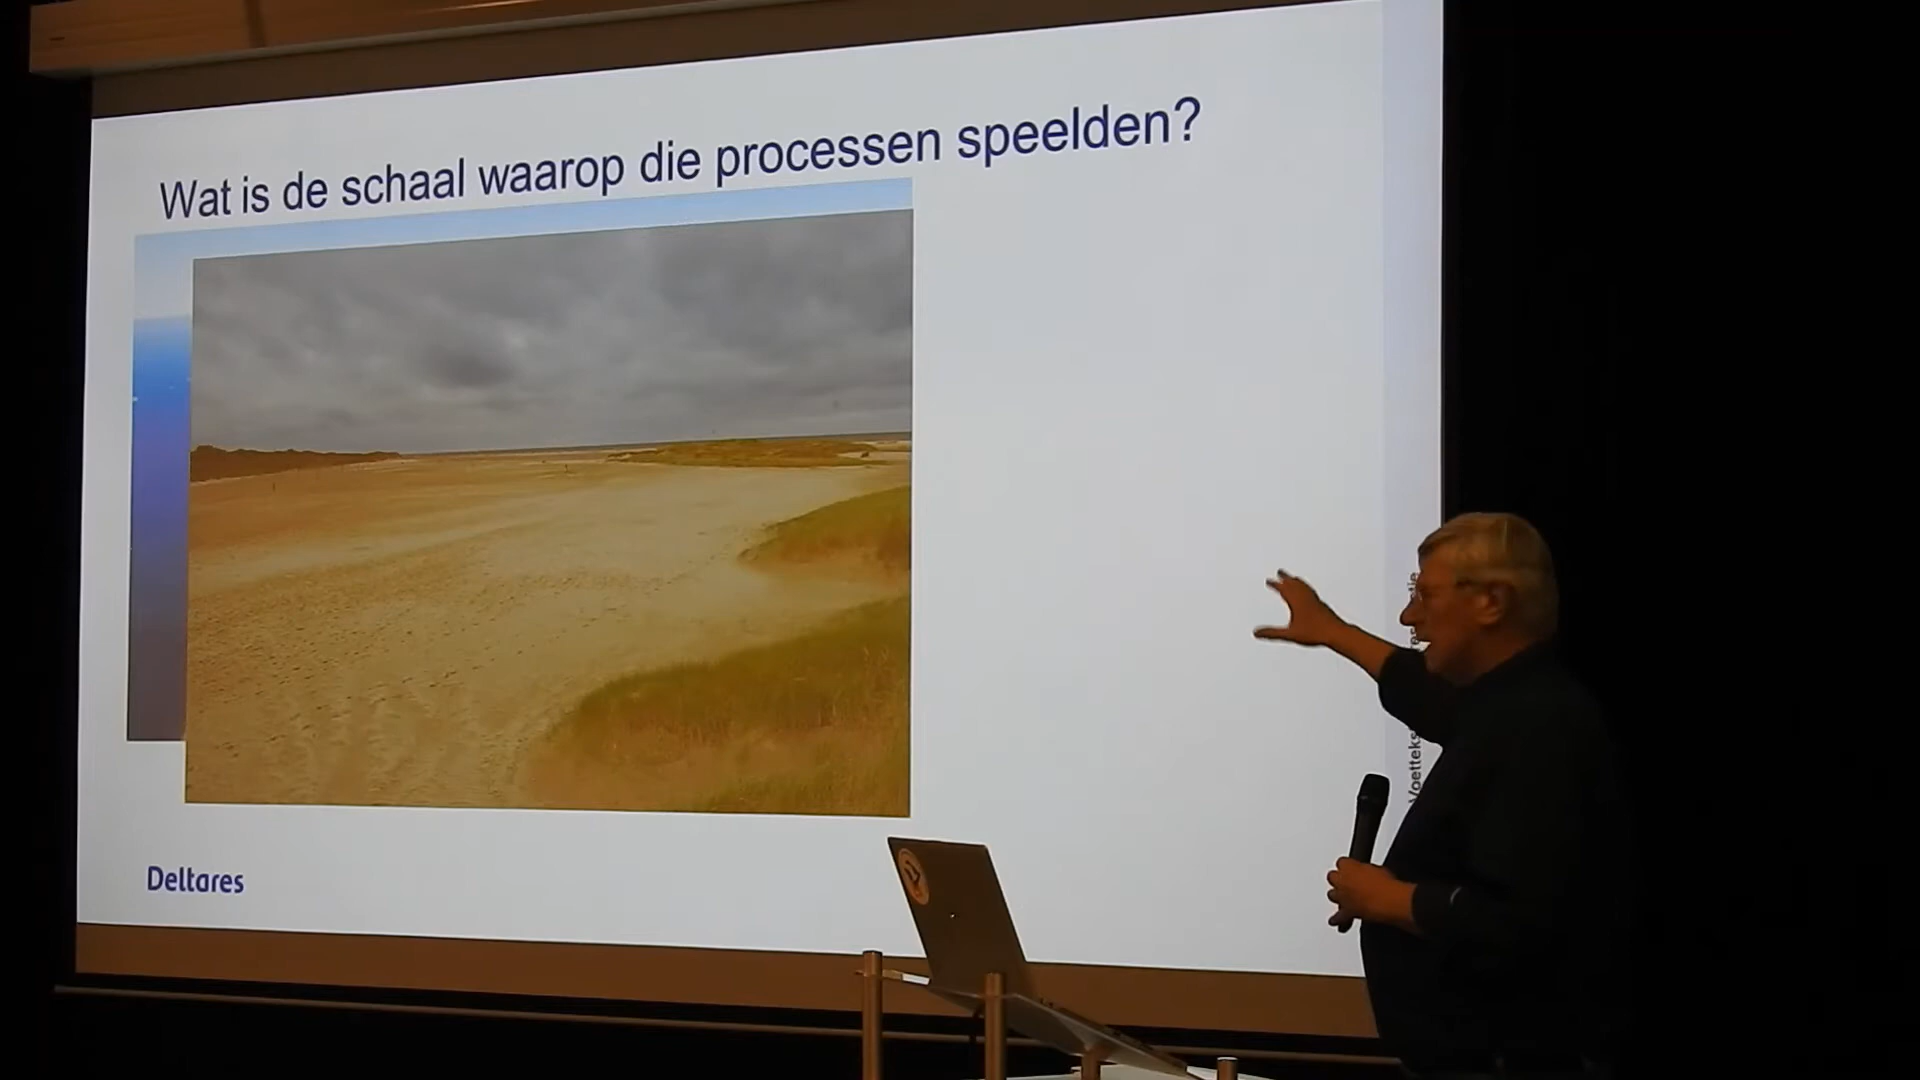 Wat is de schaal waarop die processen speelden?
Deltares